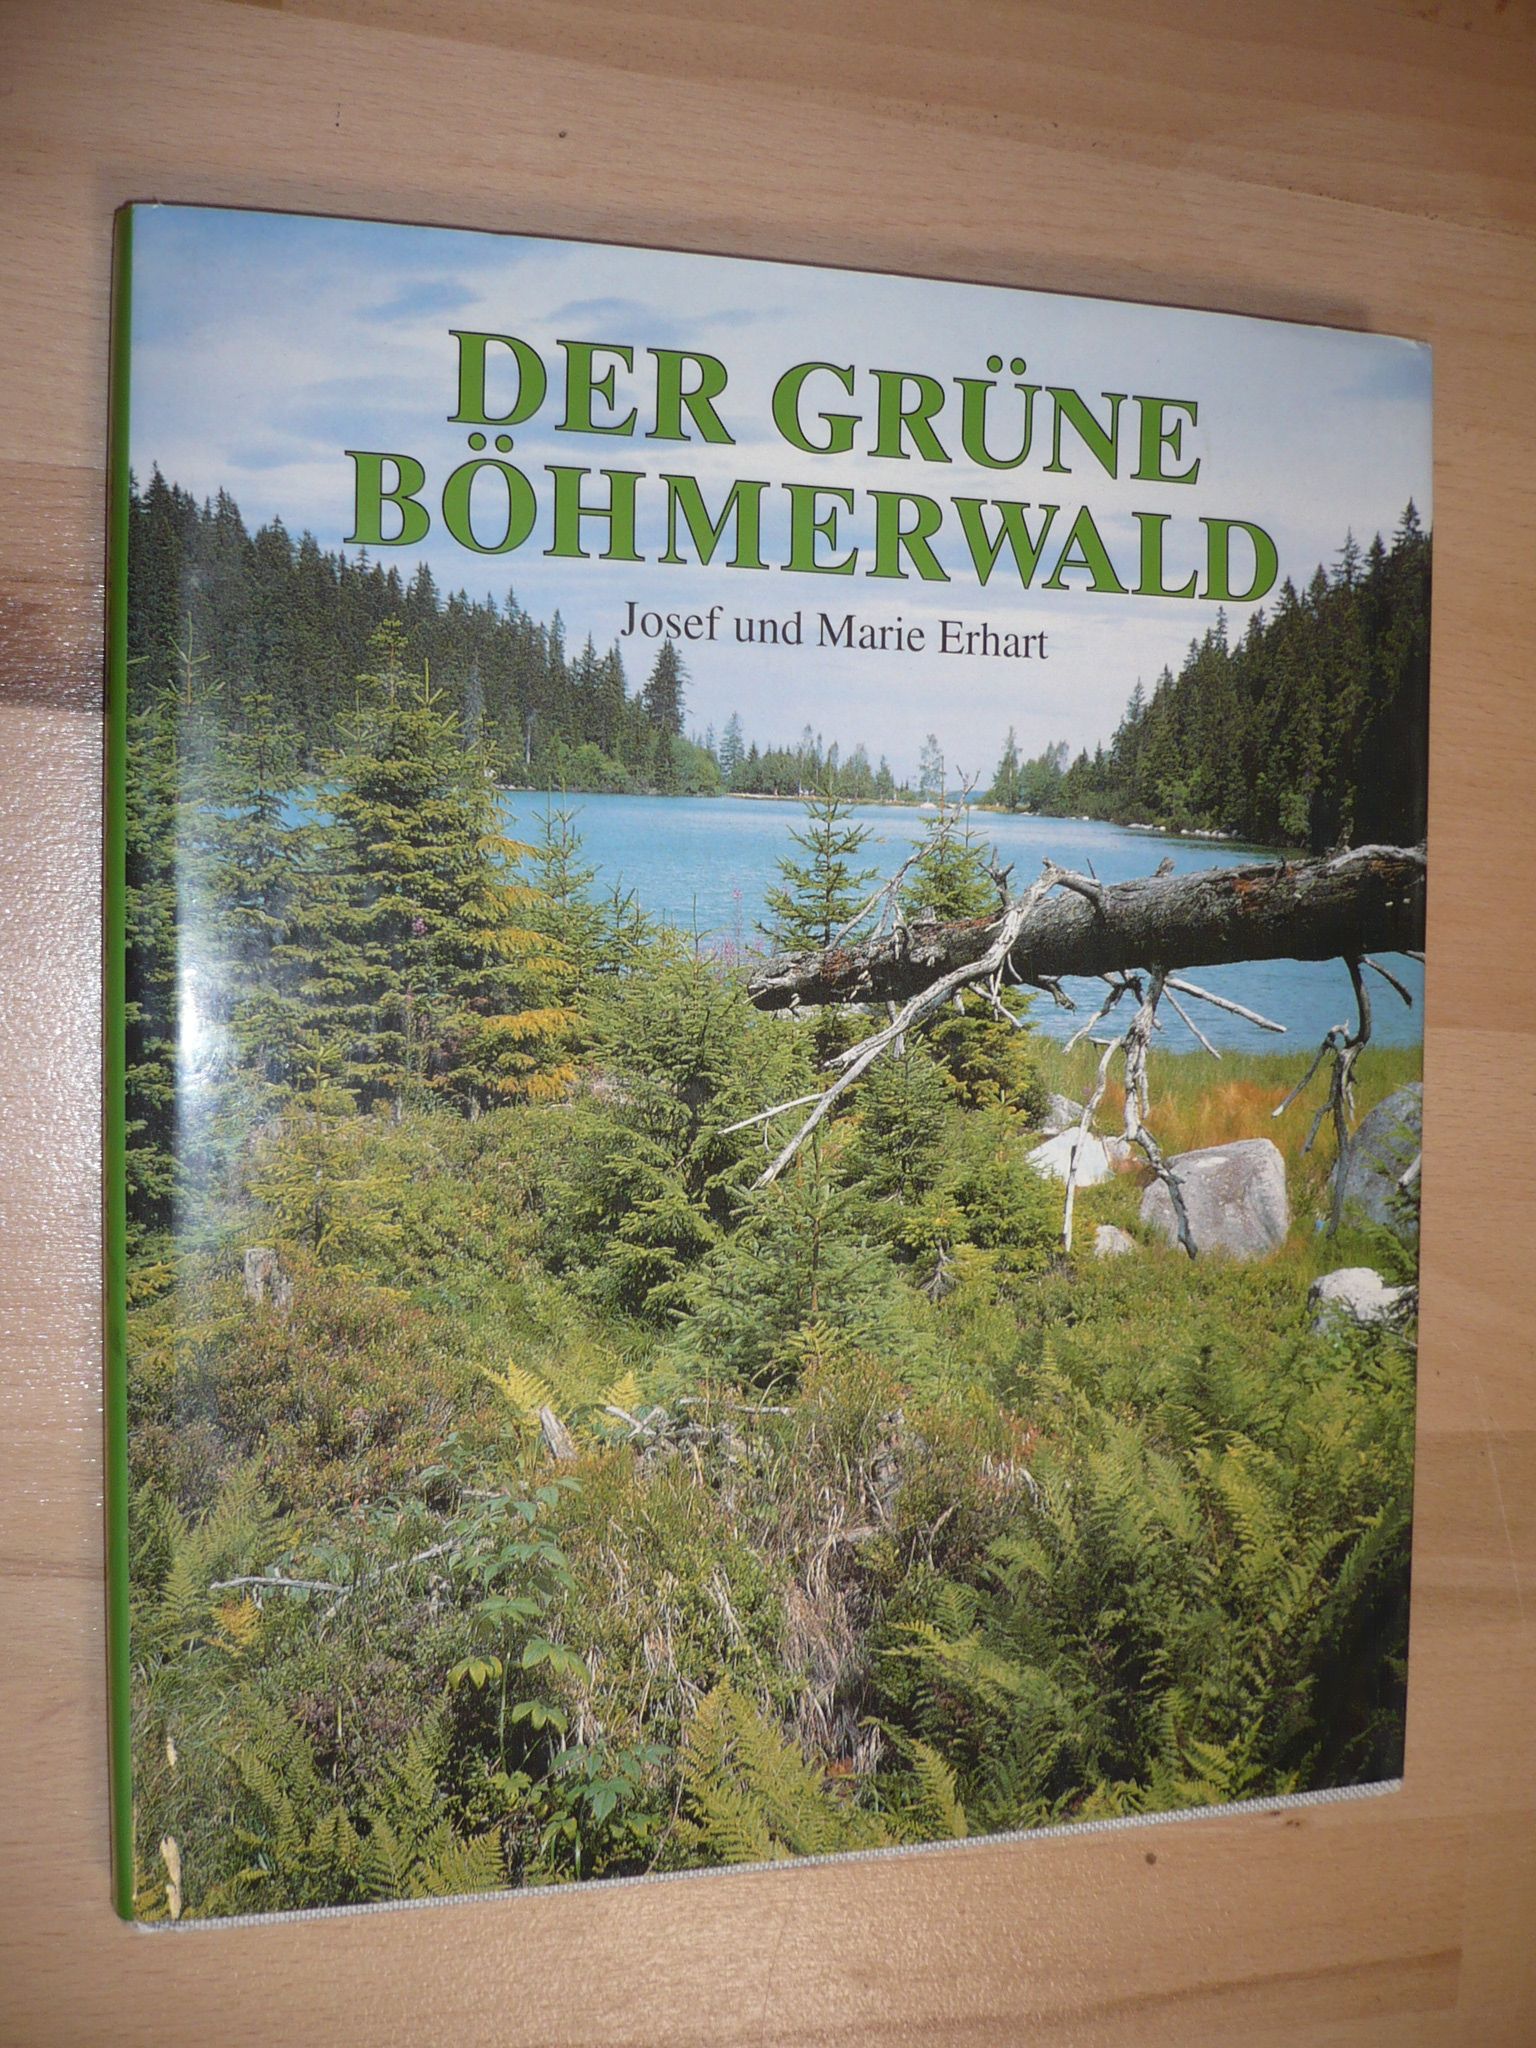 DER GRÜNE
BÖHMERWALD
Josef und Marie Erhart